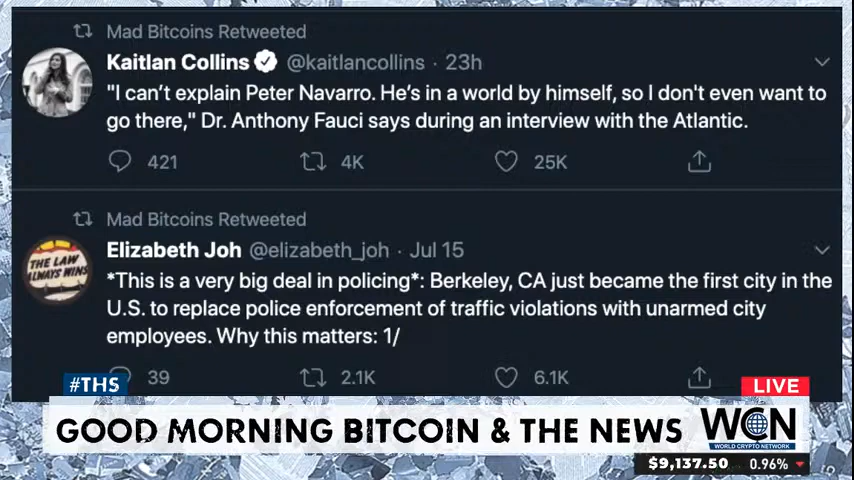 Mad Bitcoins Retweeted
Kaitlan Collins @kaitlancollins · 23h
"I can't explain Peter Navarro. He's in a world by himself, so I don't even want to
go there," Dr. Anthony Fauci says during an interview with the Atlantic.
421 4K 25K
Mad Bitcoins Retweeted
THE LAW
ALWAYS WINS
Elizabeth Joh @elizabeth_joh · Jul 15
*This is a very big deal in policing*: Berkeley, CA just became the first city in the
U.S. to replace police enforcement of traffic violations with unarmed city
employees. Why this matters: 1/
39 2.1K 6.1K
#THS
LIVE
GOOD MORNING BITCOIN & THE NEWS
WCN
WORLD CRYPTO NETWORK
$9,137.50 0.96%